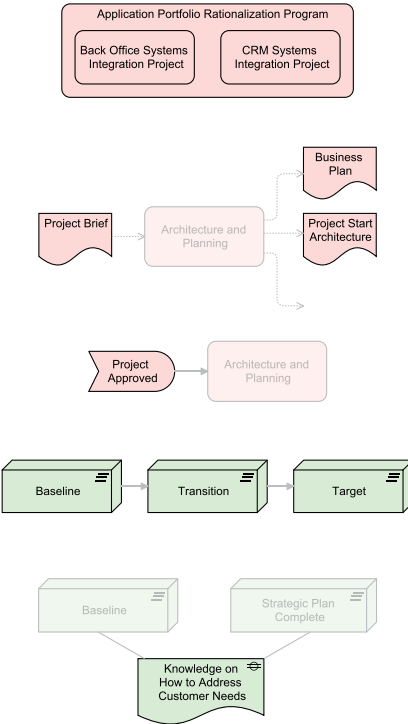 Application Portfolio Rationalization Program
Back Office Systems
Integration Project
CRM Systems
Integration Project
Business
Plan
Project Brief
Architecture and
Planning
Project Start
Architecture
Project
Approved
Architecture and
Planning
Baseline
Transition
Target
Baseline
Strategic Plan
Complete
Knowledge on
How to Address
Customer Needs